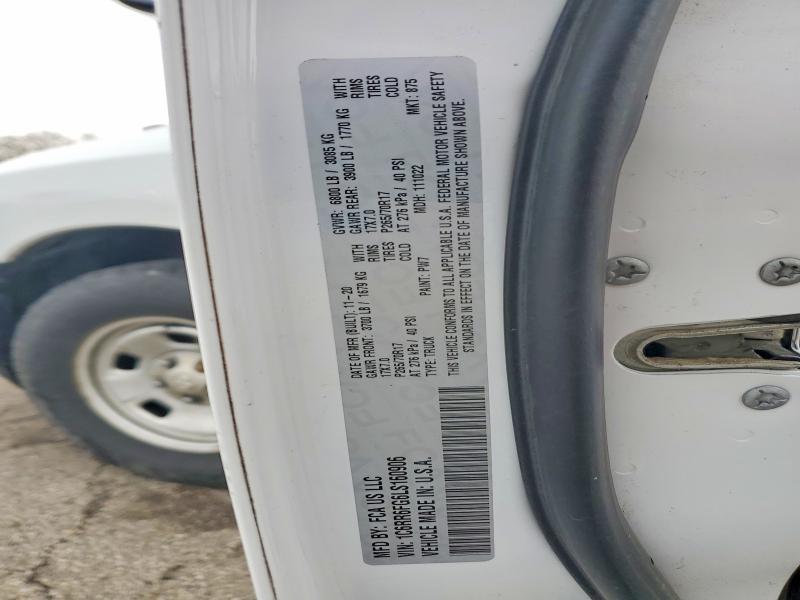 MFD BY: FCA US LLC
DATE OF MFR (BUILT): 11-20
GVWR: 6800 LB / 3085 KG
GAWR FRONT: 3700 LB / 1679 KG WITH
GAWR REAR: 3900 LB / 1770 KG WITH
17X7.0 RIMS
17X7.0 RIMS
P265/70R17 TIRES
P265/70R17 TIRES
AT 276 kPa / 40 PSI COLD
AT 276 kPa / 40 PSI COLD
VIN: 1C6RR6FG6LS160906
TYPE: TRUCK
PAINT: PW7
MDH: 111022
MKT: 875
VEHICLE MADE IN: U.S.A.
THIS VEHICLE CONFORMS TO ALL APPLICABLE U.S.A. FEDERAL MOTOR VEHICLE SAFETY
STANDARDS IN EFFECT ON THE DATE OF MANUFACTURE SHOWN ABOVE.